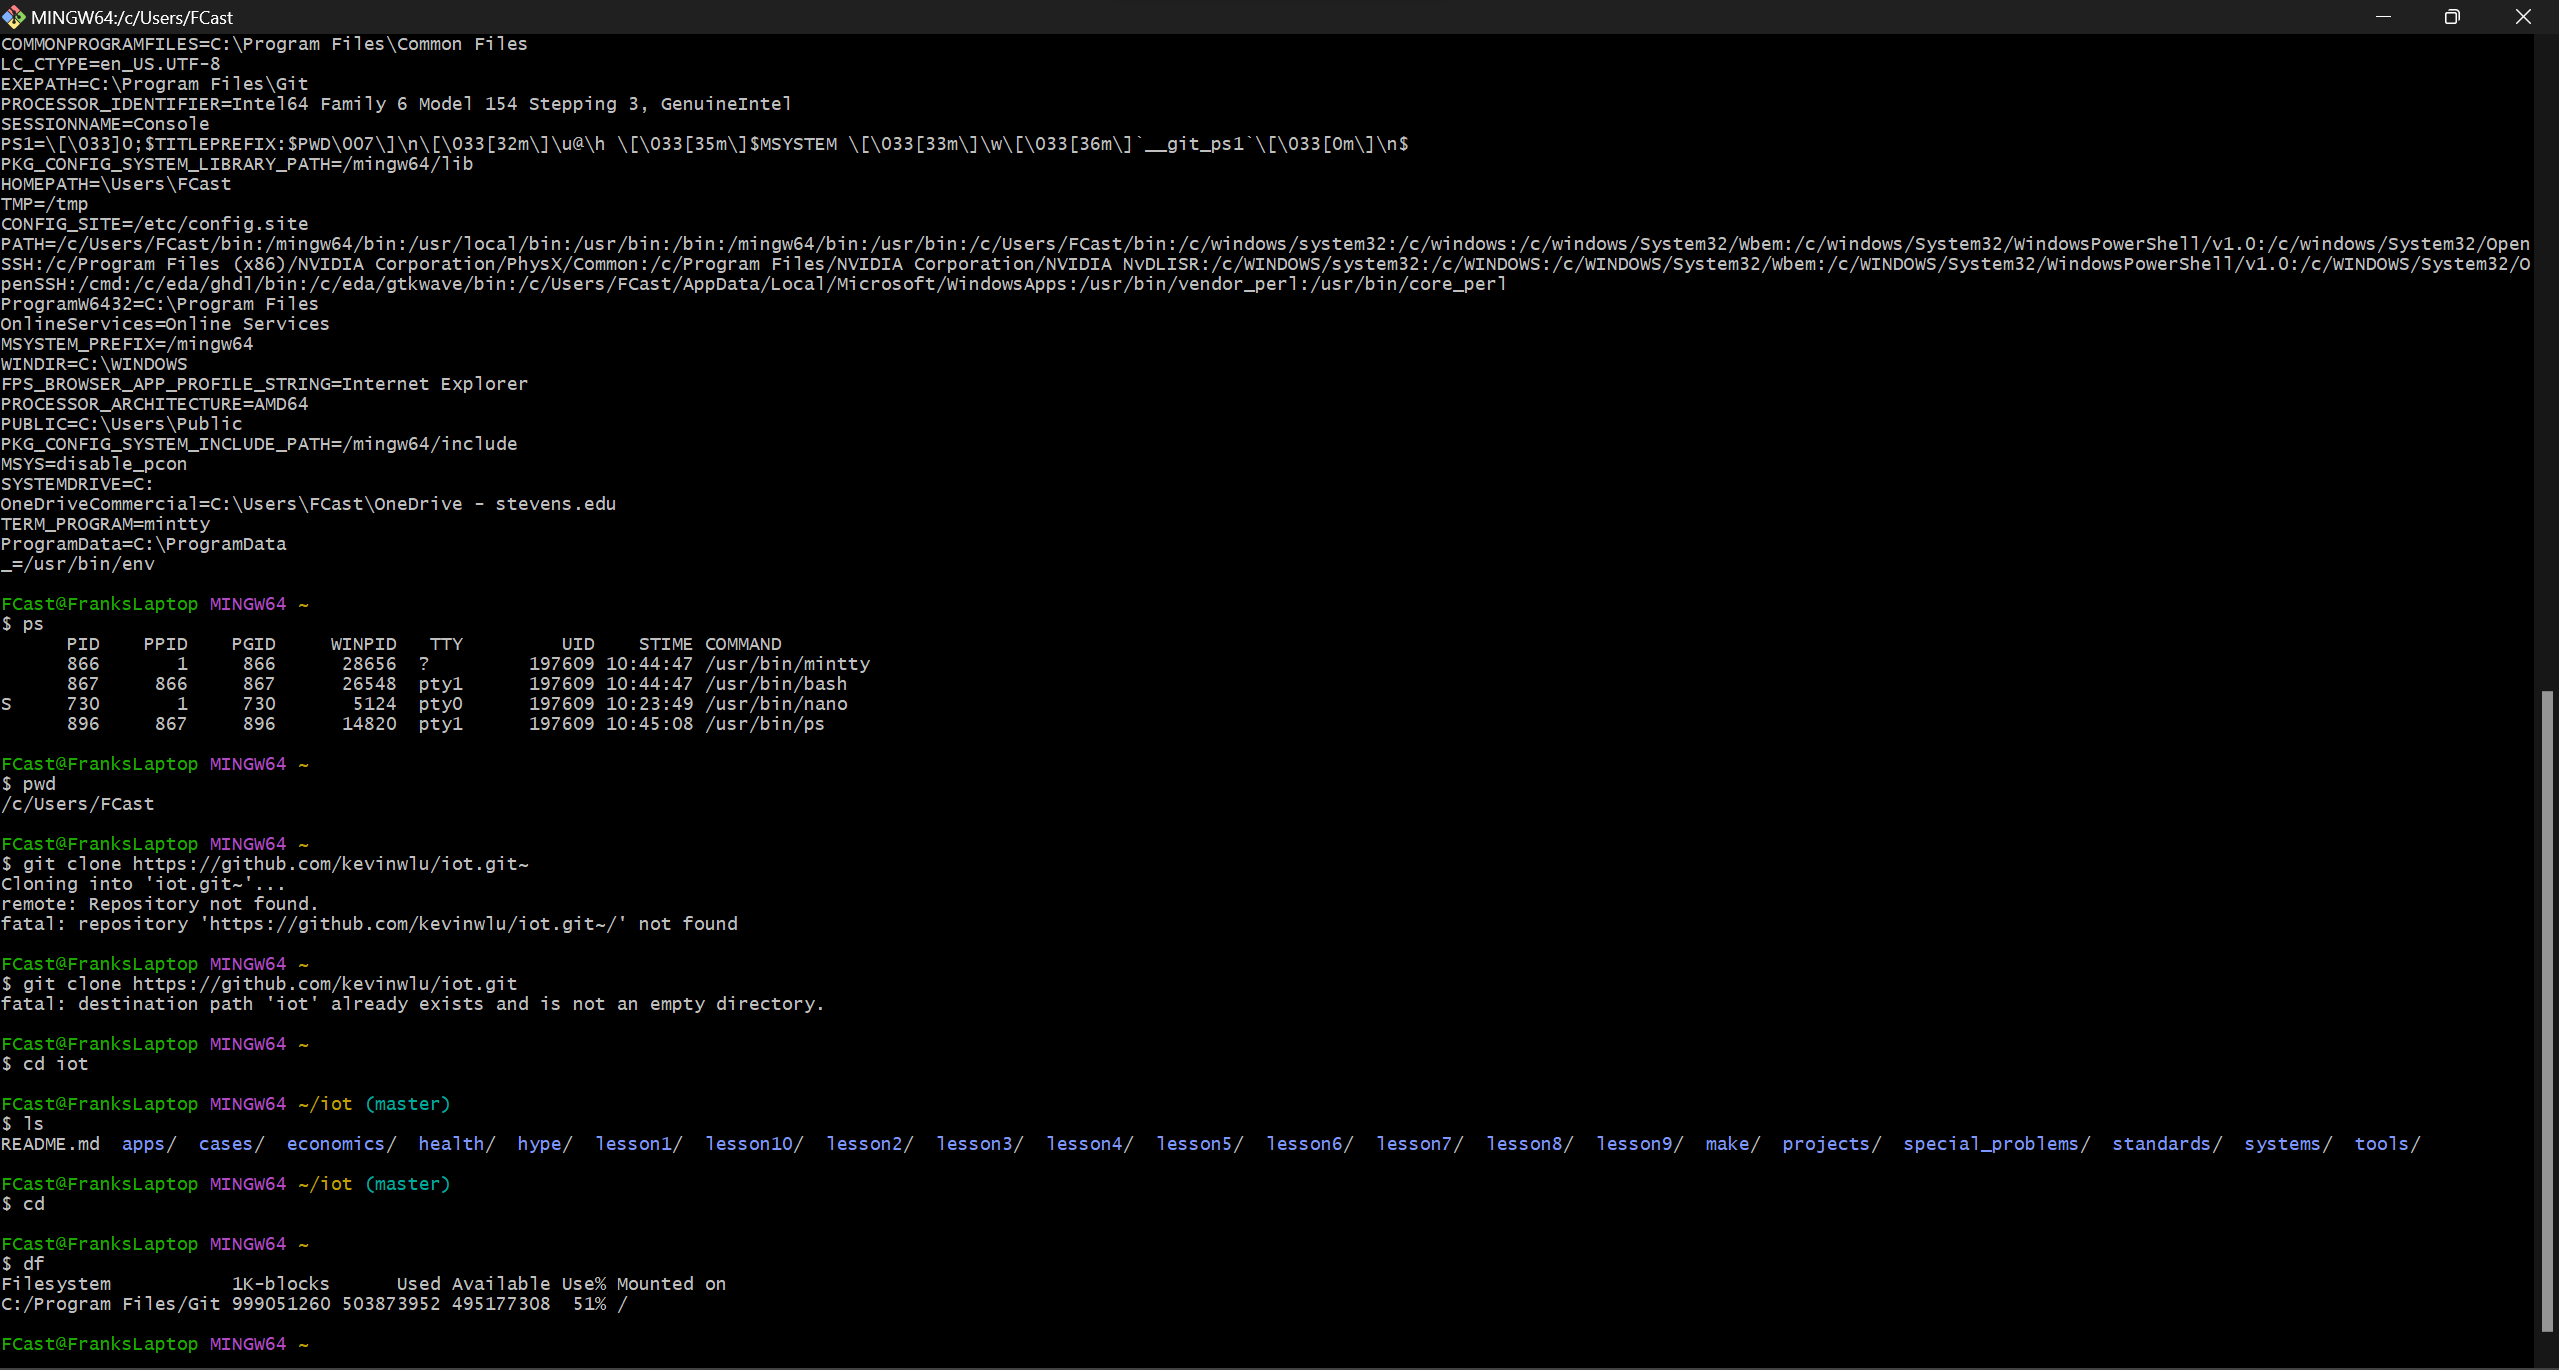 MINGW64:/c/Users/FCast
COMMONPROGRAMFILES=C:\Program Files\Common Files
LC_CTYPE=en_US.UTF-8
EXEPATH=C:\Program Files\Git
PROCESSOR_IDENTIFIER=Intel64 Family 6 Model 154 Stepping 3, GenuineIntel
SESSIONNAME=Console
PS1=\[\033]0;$TITLEPREFIX:$PWD\007\]\n\[\033[32m\]\u@\h \[\033[35m\]$MSYSTEM \[\033[33m\]\w\[\033[36m\]`__git_ps1`\[\033[0m\]\n$
PKG_CONFIG_SYSTEM_LIBRARY_PATH=/mingw64/lib
HOMEPATH=\Users\FCast
TMP=/tmp
CONFIG_SITE=/etc/config.site
PATH=/c/Users/FCast/bin:/mingw64/bin:/usr/local/bin:/usr/bin:/bin:/mingw64/bin:/usr/bin:/c/Users/FCast/bin:/c/windows/system32:/c/windows:/c/windows/System32/Wbem:/c/windows/System32/WindowsPowerShell/v1.0:/c/windows/System32/Open
SSH:/c/Program Files (x86)/NVIDIA Corporation/PhysX/Common:/c/Program Files/NVIDIA Corporation/NVIDIA NvDLISR:/c/WINDOWS/system32:/c/WINDOWS:/c/WINDOWS/System32/Wbem:/c/WINDOWS/System32/WindowsPowerShell/v1.0:/c/WINDOWS/System32/O
penSSH:/cmd:/c/eda/ghdl/bin:/c/eda/gtkwave/bin:/c/Users/FCast/AppData/Local/Microsoft/WindowsApps:/usr/bin/vendor_perl:/usr/bin/core_perl
ProgramW6432=C:\Program Files
OnlineServices=Online Services
MSYSTEM_PREFIX=/mingw64
WINDIR=C:\WINDOWS
FPS_BROWSER_APP_PROFILE_STRING=Internet Explorer
PROCESSOR_ARCHITECTURE=AMD64
PUBLIC=C:\Users\Public
PKG_CONFIG_SYSTEM_INCLUDE_PATH=/mingw64/include
MSYS=disable_pcon
SYSTEMDRIVE=C:
OneDriveCommercial=C:\Users\FCast\OneDrive - stevens.edu
TERM_PROGRAM=mintty
ProgramData=C:\ProgramData
_=/usr/bin/env
FCast@FranksLaptop MINGW64 ~
$ ps
PID PPID PGID WINPID TTY UID STIME COMMAND
866 1 866 28656 ? 197609 10:44:47 /usr/bin/mintty
867 866 867 26548 pty1 197609 10:44:47 /usr/bin/bash
S 730 1 730 5124 pty0 197609 10:23:49 /usr/bin/nano
896 867 896 14820 pty1 197609 10:45:08 /usr/bin/ps
FCast@FranksLaptop MINGW64 ~
$ pwd
/c/Users/FCast
FCast@FranksLaptop MINGW64 ~
$ git clone https://github.com/kevinwlu/iot.git~
Cloning into 'iot.git~'...
remote: Repository not found.
fatal: repository 'https://github.com/kevinwlu/iot.git~/' not found
FCast@FranksLaptop MINGW64 ~
$ git clone https://github.com/kevinwlu/iot.git
fatal: destination path 'iot' already exists and is not an empty directory.
FCast@FranksLaptop MINGW64 ~
$ cd iot
FCast@FranksLaptop MINGW64 ~/iot (master)
$ ls
README.md apps/ cases/ economics/ health/ hype/ lesson1/ lesson10/ lesson2/ lesson3/ lesson4/ lesson5/ lesson6/ lesson7/ lesson8/ lesson9/ make/ projects/ special_problems/ standards/ systems/ tools/
FCast@FranksLaptop MINGW64 ~/iot (master)
$ cd
FCast@FranksLaptop MINGW64 ~
$ df
Filesystem 1K-blocks Used Available Use% Mounted on
C:/Program Files/Git 999051260 503873952 495177308 51% /
FCast@FranksLaptop MINGW64 ~